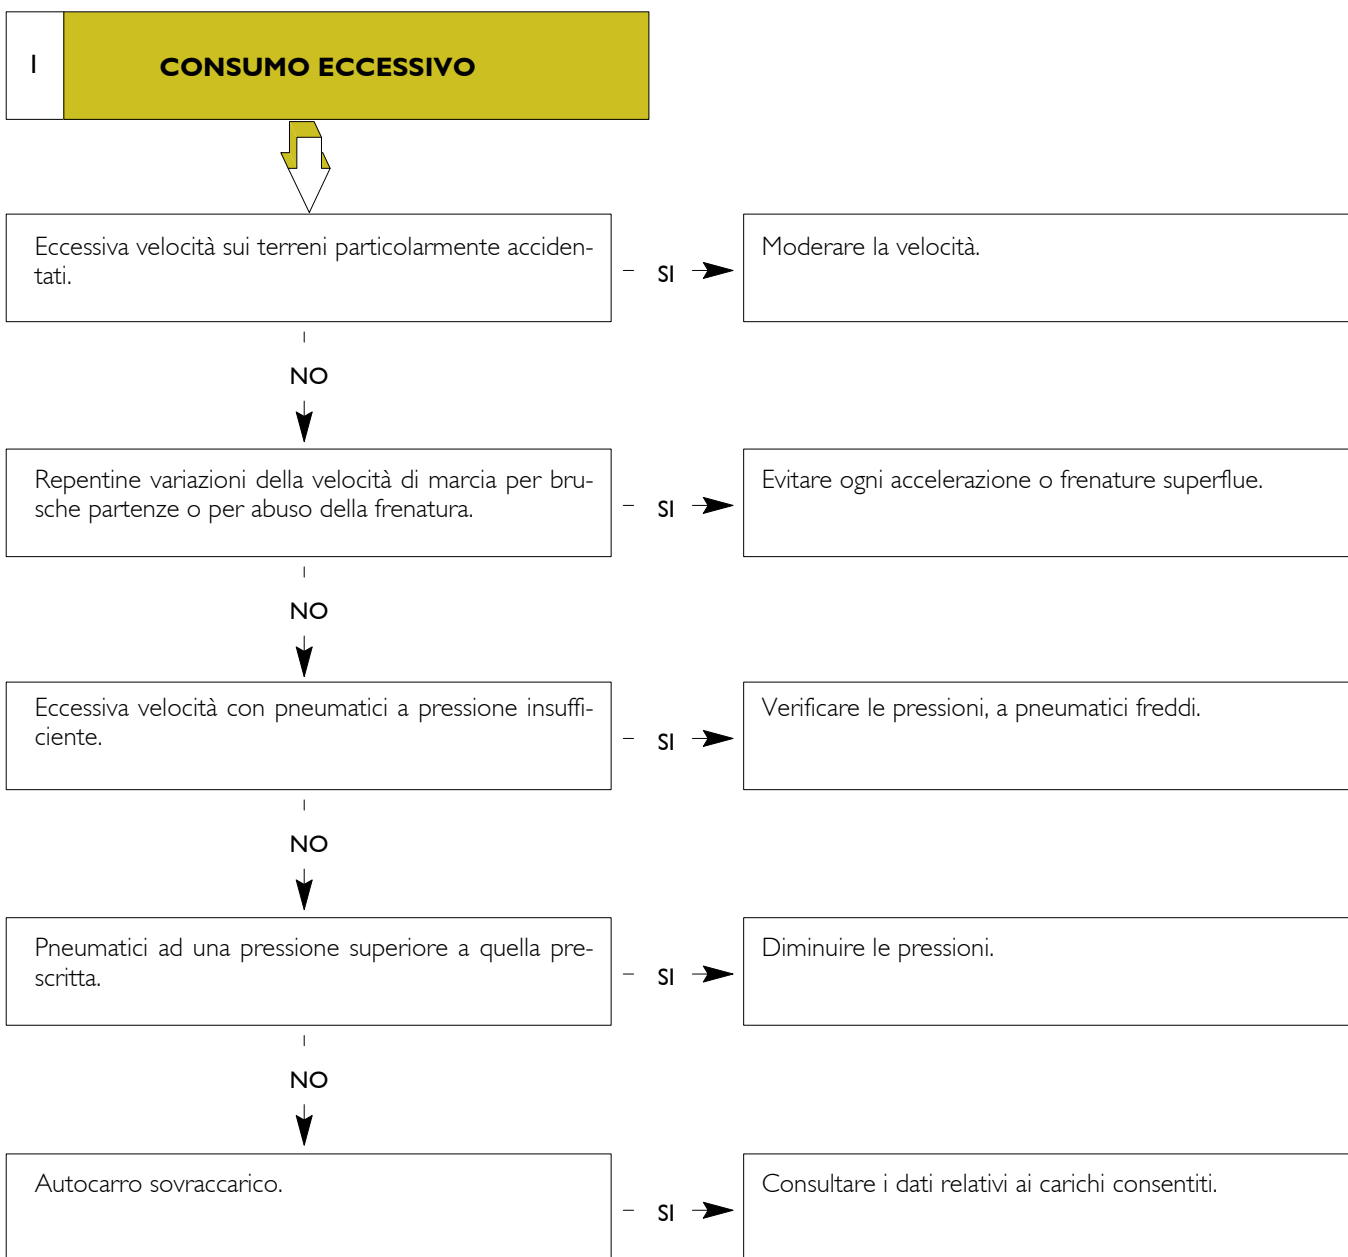 1
CONSUMO ECCESSIVO
Eccessiva velocità sui terreni particolarmente acciden-
tati.
SI
Moderare la velocità.
NO
Repentine variazioni della velocità di marcia per bru-
sche partenze o per abuso della frenatura.
SI
Evitare ogni accelerazione o frenature superflue.
NO
Eccessiva velocità con pneumatici a pressione insuffi-
ciente.
SI
Verificare le pressioni, a pneumatici freddi.
NO
Pneumatici ad una pressione superiore a quella pre-
scritta.
SI
Diminuire le pressioni.
NO
Autocarro sovraccarico.
SI
Consultare i dati relativi ai carichi consentiti.